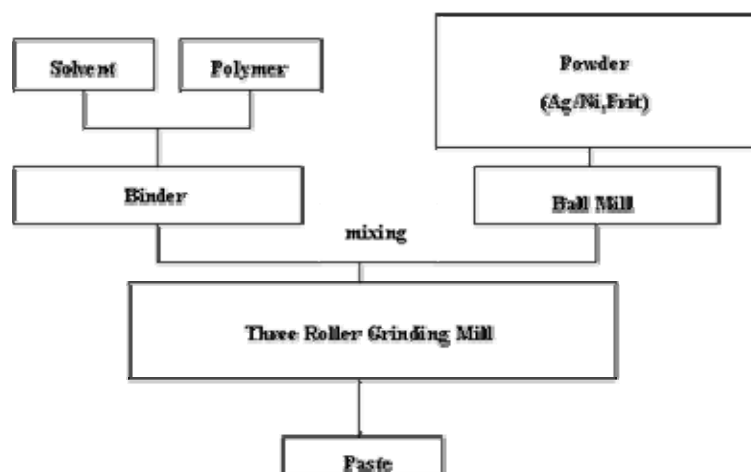 Solvent
Polymer
Powder
(Ag/Ni,Frit)
Binder
Ball Mill
mixing
Three Roller Grinding Mill
Paste